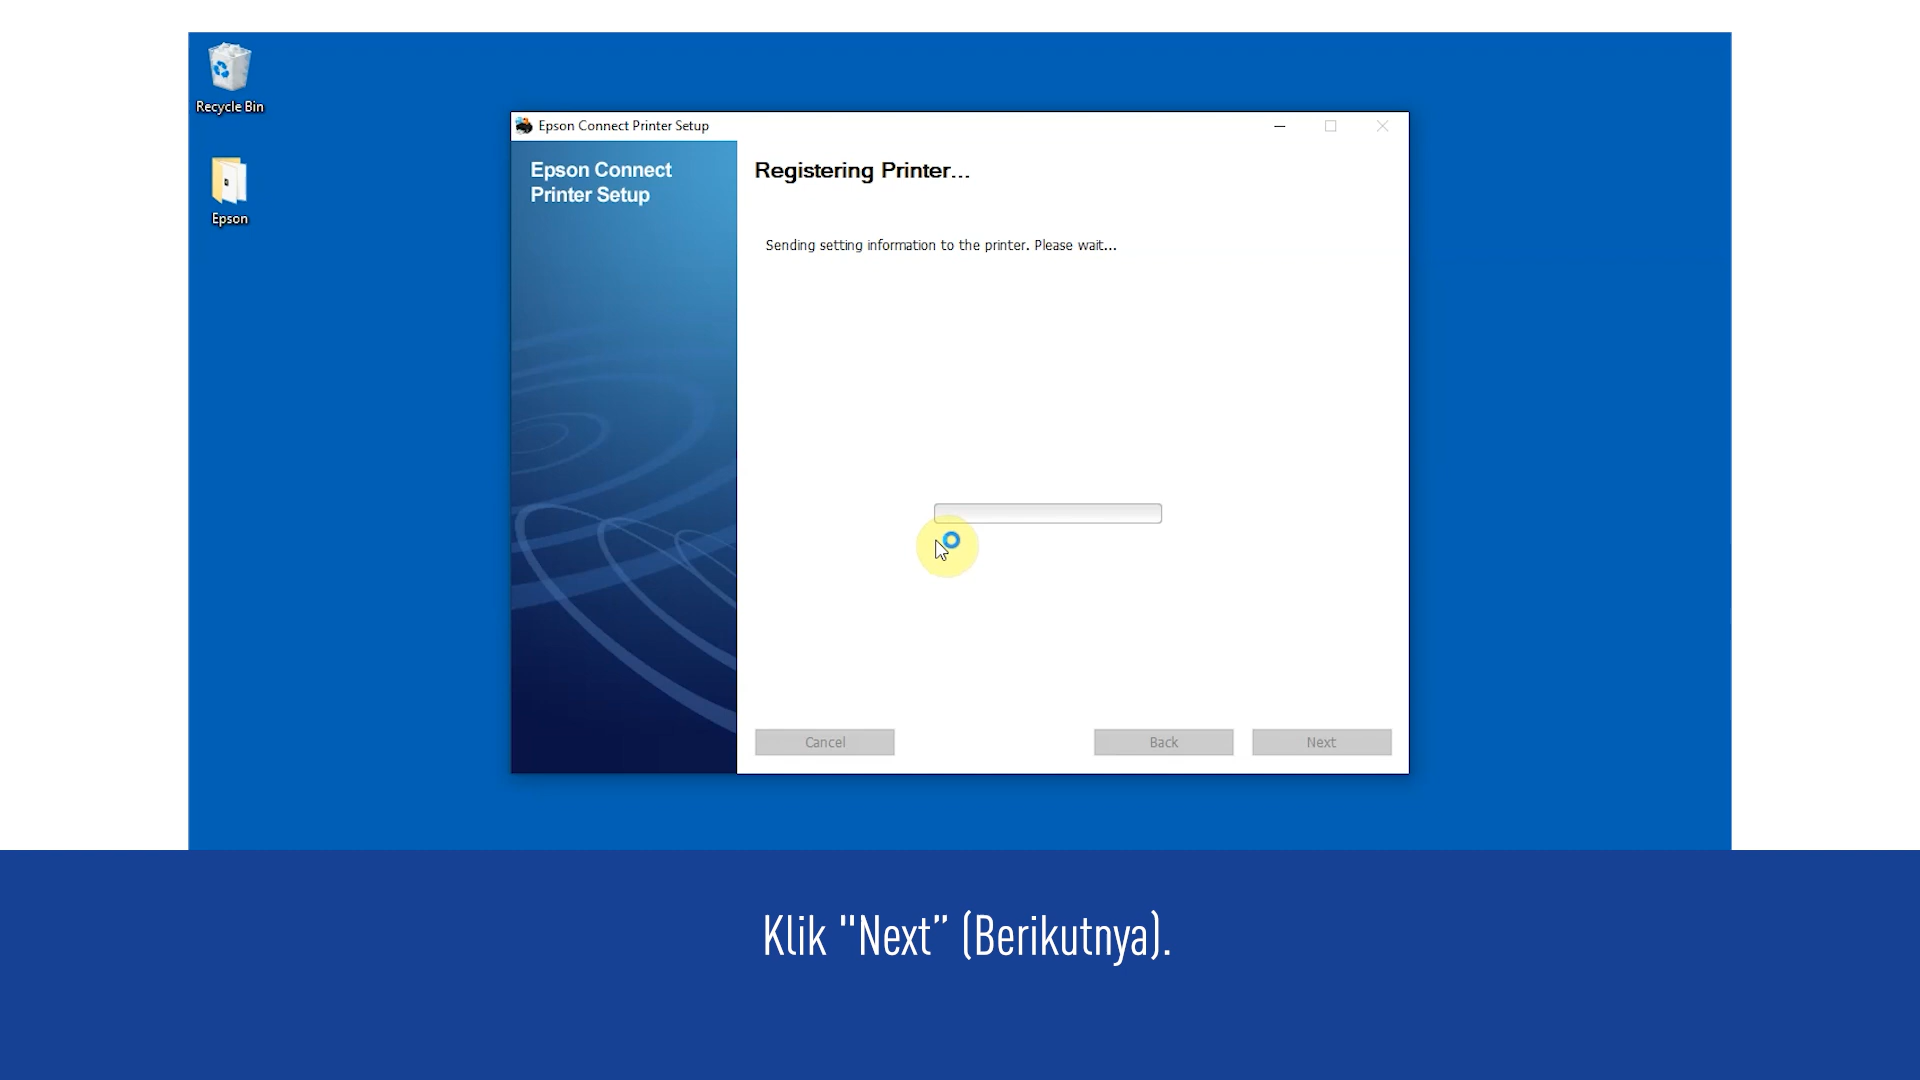 Recycle Bin
Epson
Epson Connect Printer Setup
Epson Connect
Printer Setup
Registering Printer...
Sending setting information to the printer. Please wait...
Cancel
Back
Next
Klik "Next” (Berikutnya).